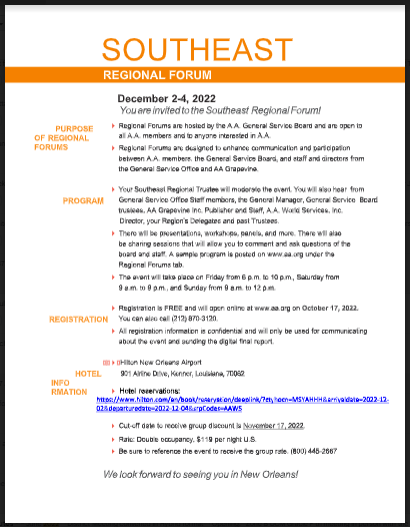 SOUTHEAST
REGIONAL FORUM
December 2-4, 2022
You are invited to the Southeast Regional Forum!
PURPOSE
OF REGIONAL
FORUMS
Regional Forums are hosted by the A.A. General Service Board and are open to
all A.A. members and to anyone interested in A.A.
Regional Forums are designed to enhance communication and participation
between A.A. members, the General Service Board, and staff and directors from
the General Service Office and AA Grapevine.
PROGRAM
Your Southeast Regional Trustee will moderate the event. You will also hear from
General Service Office Staff members, the General Manager, General Service Board
trustees, AA Grapevine Inc. Publisher and Staff, A.A. World Services, Inc.
Director, your Region's Delegates and past Trustees.
There will be presentations, workshops, panels, and more. There will also
be sharing sessions that will allow you to comment and ask questions of the
board and staff. A sample program is posted on www.aa.org under the
Regional Forums tab.
The event will take place on Friday from 6 p.m. to 10 p.m., Saturday from
9 a.m. to 9 p.m., and Sunday from 9 a.m. to 12 p.m.
REGISTRATION
Registration is FREE and will open online at www.aa.org on October 17, 2022.
You can also call (212) 870-3120.
All registration information is confidential and will only be used for communicating
about the event and sending the digital final report.
HOTEL
INFO
RMATION
Hilton New Orleans Airport
901 Airline Drive, Kenner, Louisiana, 70062
Hotel reservations:
https://www.hilton.com/en/book/reservation/deeplink/?ctyhocn=MSYAHHH&arrivaldate=2022-12-
02&departuredate=2022-12-04&grpCodes=AAWS
Cut-off date to receive group discount is November 17, 2022.
Rate: Double occupancy, $119 per night U.S.
Be sure to reference the event to receive the group rate. (800) 445-2667
We look forward to seeing you in New Orleans!